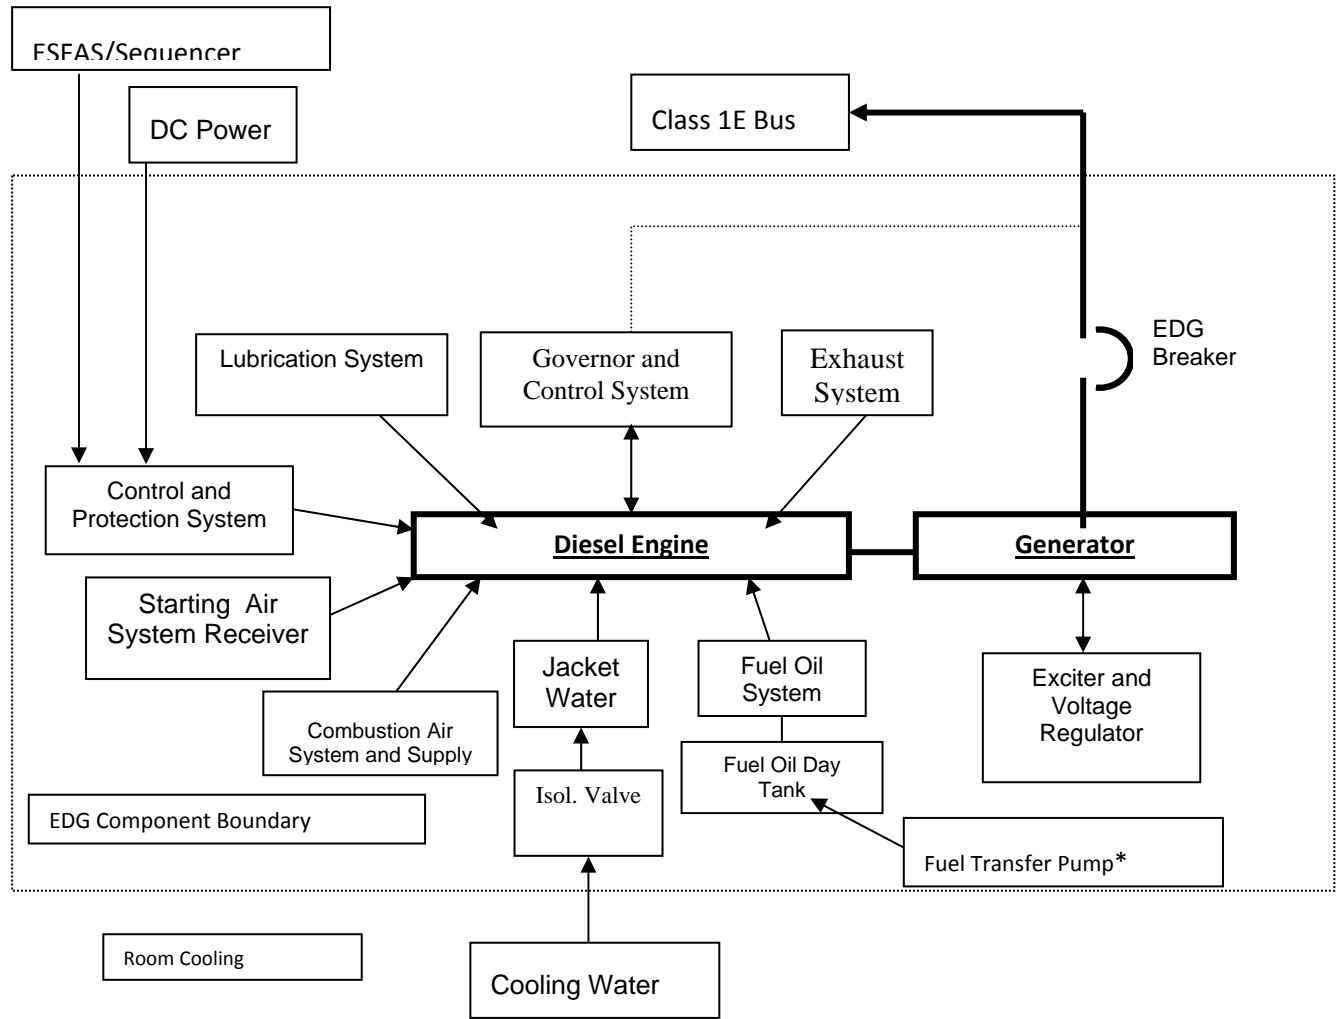 ESFAS/Sequencer
DC Power
Class 1E Bus
EDG
Breaker
Lubrication System
Governor and
Control System
Exhaust
System
Control and
Protection System
Diesel Engine
Generator
Starting Air
System Receiver
Jacket
Water
Fuel Oil
System
Exciter and
Voltage
Regulator
Combustion Air
System and Supply
Isol. Valve
Fuel Oil Day
Tank
EDG Component Boundary
Fuel Transfer Pump*
Room Cooling
Cooling Water